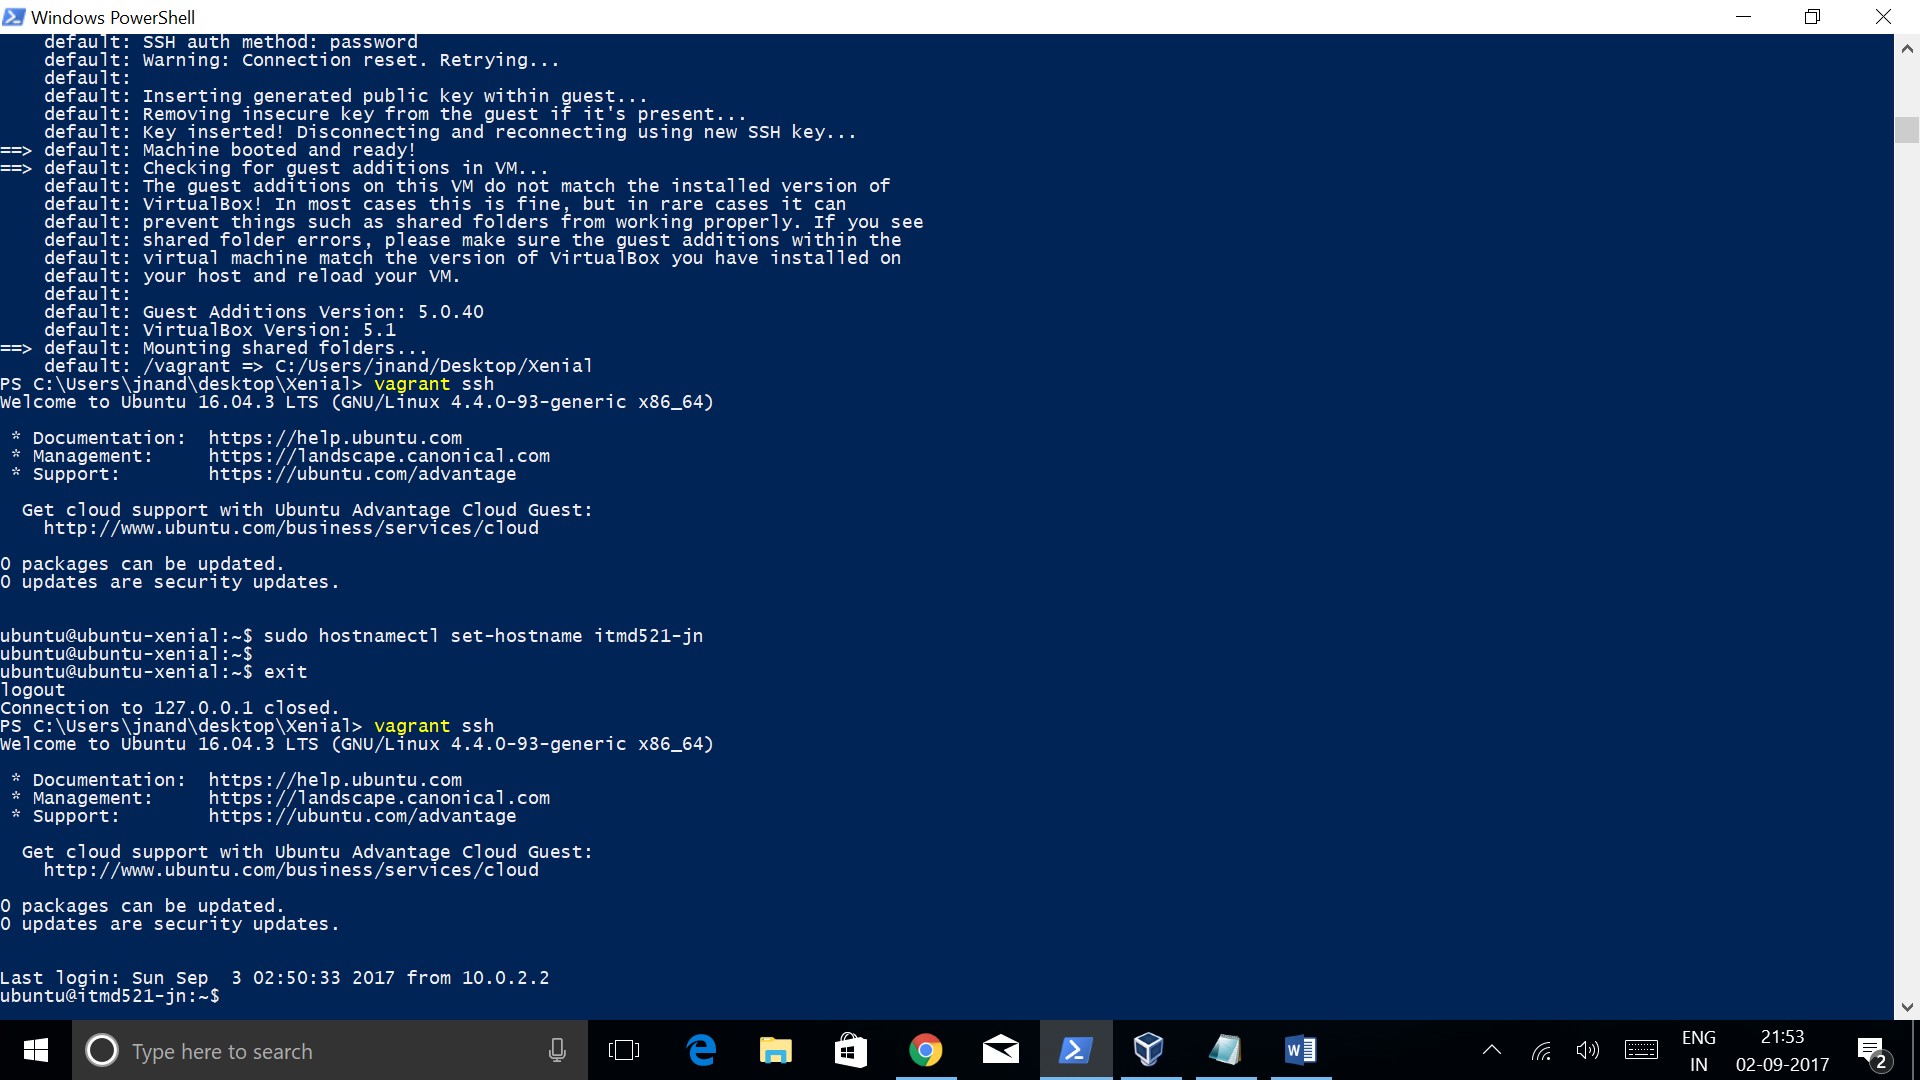 Windows PowerShell
default: SSH auth method: password
default: Warning: Connection reset. Retrying...
default:
default: Inserting generated public key within guest...
default: Removing insecure key from the guest if it's present...
default: Key inserted! Disconnecting and reconnecting using new SSH key...
==> default: Machine booted and ready!
==> default: Checking for guest additions in VM...
default: The guest additions on this VM do not match the installed version of
default: VirtualBox! In most cases this is fine, but in rare cases it can
default: prevent things such as shared folders from working properly. If you see
default: shared folder errors, please make sure the guest additions within the
default: virtual machine match the version of VirtualBox you have installed on
default: your host and reload your VM.
default:
default: Guest Additions Version: 5.0.40
default: VirtualBox Version: 5.1
==> default: Mounting shared folders...
default: /vagrant => C:/Users/jnand/Desktop/Xenial
PS C:\Users\jnand\desktop\Xenial> vagrant ssh
Welcome to Ubuntu 16.04.3 LTS (GNU/Linux 4.4.0-93-generic x86_64)
* Documentation:  https://help.ubuntu.com
* Management:     https://landscape.canonical.com
* Support:        https://ubuntu.com/advantage
Get cloud support with Ubuntu Advantage Cloud Guest:
http://www.ubuntu.com/business/services/cloud
0 packages can be updated.
0 updates are security updates.
ubuntu@ubuntu-xenial:~$ sudo hostnamectl set-hostname itmd521-jn
ubuntu@ubuntu-xenial:~$
ubuntu@ubuntu-xenial:~$ exit
logout
Connection to 127.0.0.1 closed.
PS C:\Users\jnand\desktop\Xenial> vagrant ssh
Welcome to Ubuntu 16.04.3 LTS (GNU/Linux 4.4.0-93-generic x86_64)
* Documentation:  https://help.ubuntu.com
* Management:     https://landscape.canonical.com
* Support:        https://ubuntu.com/advantage
Get cloud support with Ubuntu Advantage Cloud Guest:
http://www.ubuntu.com/business/services/cloud
0 packages can be updated.
0 updates are security updates.
Last login: Sun Sep  3 02:50:33 2017 from 10.0.2.2
ubuntu@itmd521-jn:~$
Type here to search
ENG
IN
21:53
02-09-2017
2